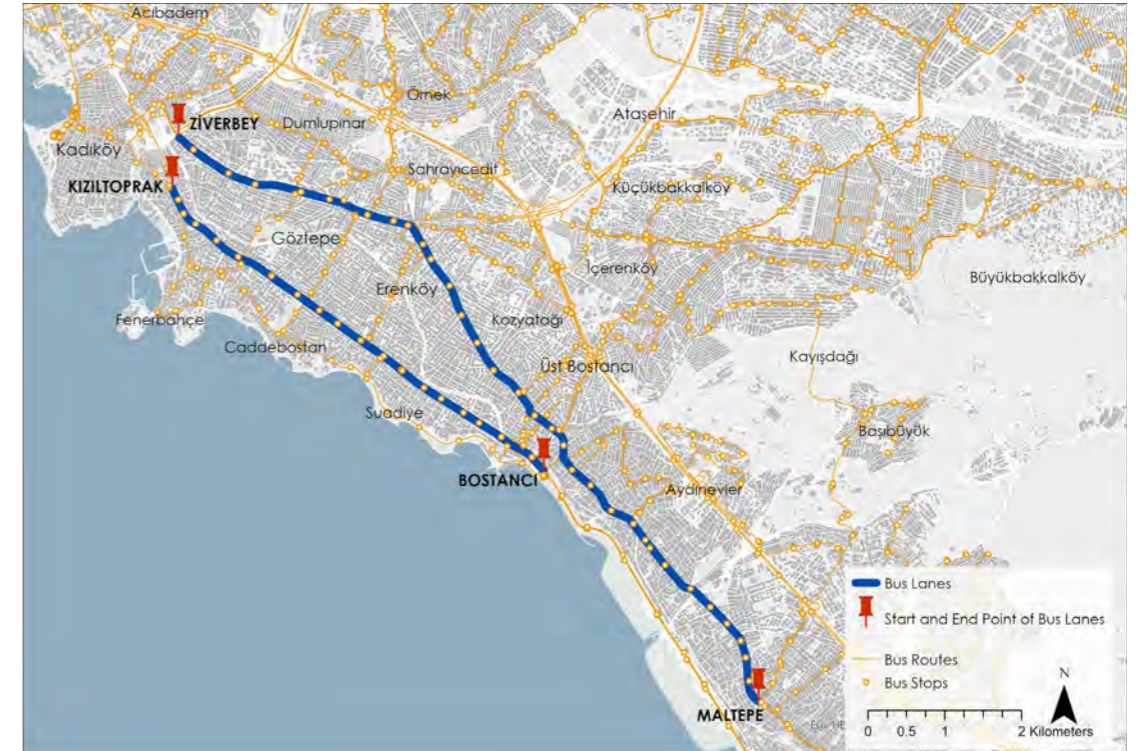 Acıbadem
Örnek
ZİVERBEY
Dumlupınar
Ataşehir
Kadıköy
Sahrayıcedit
KIZILTOPRAK
Küçükbakkalköy
Göztepe
İçerenköy
Büyükbakkalköy
Erenköy
Fenerbahçe
Kozyatağı
Caddebostan
Kayışdağı
Üst Bostancı
Suadiye
Başıbüyük
BOSTANCI
Aydınevler
Bus Lanes
Start and End Point of Bus Lanes
Bus Routes
Bus Stops
N
MALTEPE
0 0.5 1 2 Kilometers